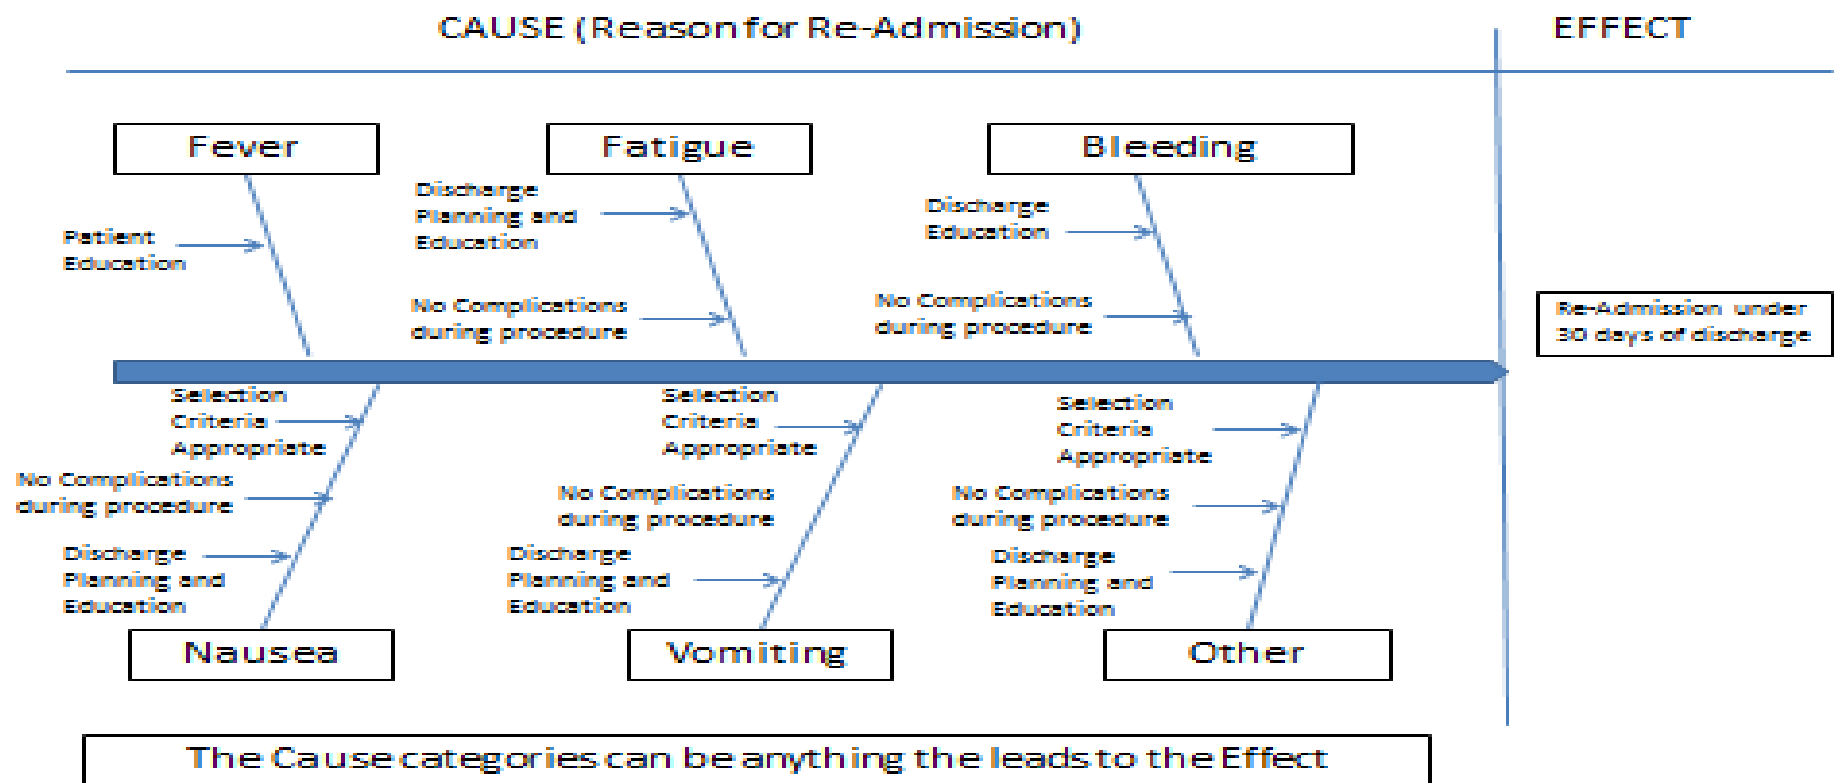 CAUSE (Reason for Re-Admission)
EFFECT
Fever
Fatigue
Bleeding
Patient
Education
Discharge
Planning and
Education
No Complications
during procedure
Discharge
Education
No Complications
during procedure
Re-Admission under
30 days of discharge
Selection
Criteria
Appropriate
No Complications
during procedure
Discharge
Planning and
Education
Nausea
Selection
Criteria
Appropriate
No Complications
during procedure
Discharge
Planning and
Education
Vomiting
Selection
Criteria
Appropriate
No Complications
during procedure
Discharge
Planning and
Education
Other
The Cause categories can be anything the leads to the Effect